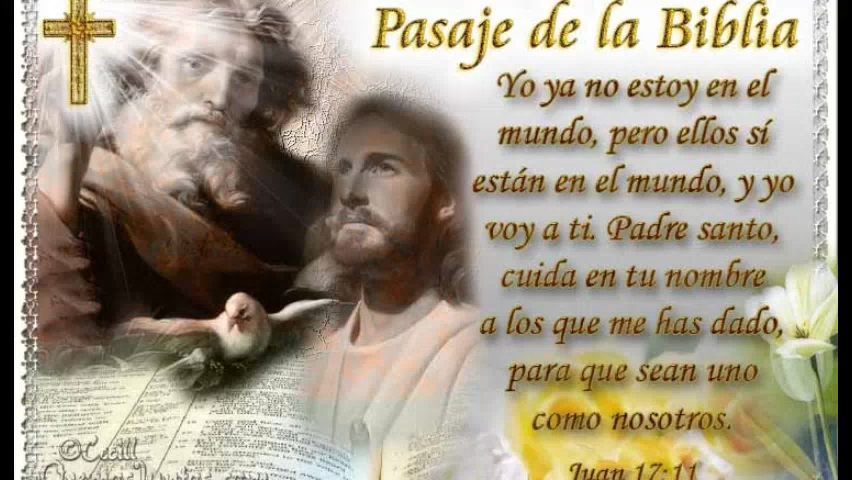 Pasaje de la Biblia
Yo ya no estoy en el
mundo, pero ellos sí
están en el mundo, y yo
voy a ti. Padre santo,
cuida en tu nombre
a los que me has dado,
para que sean uno
como nosotros.
Juan 17:11
©Cecill